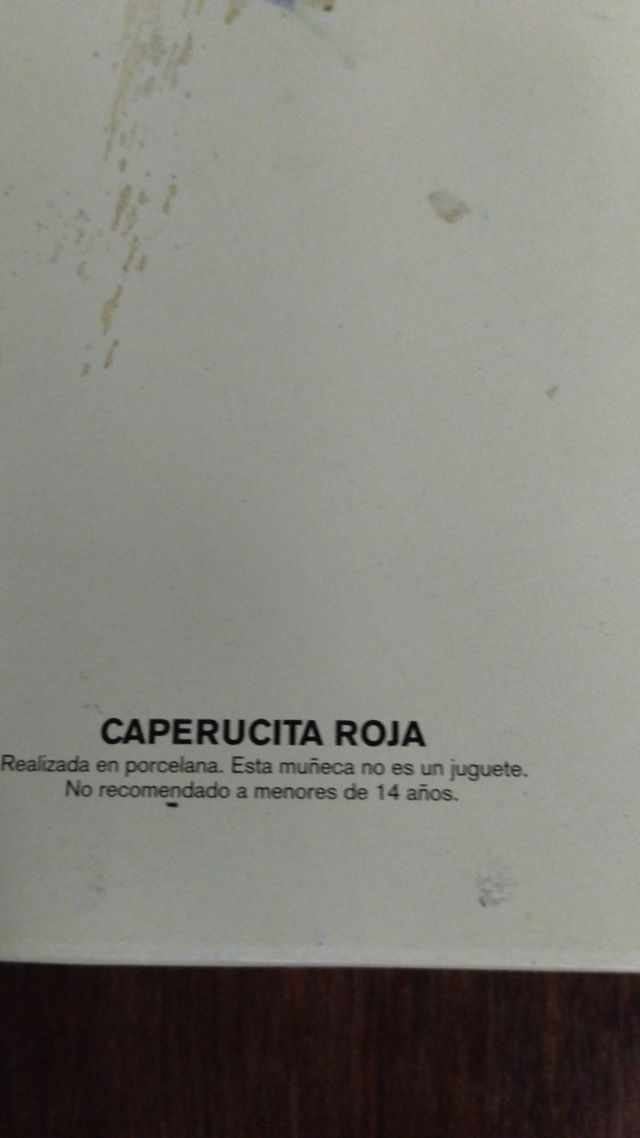 CAPERUCITA ROJA
Realizada en porcelana. Esta muñeca no es un juguete.
No recomendado a menores de 14 años.